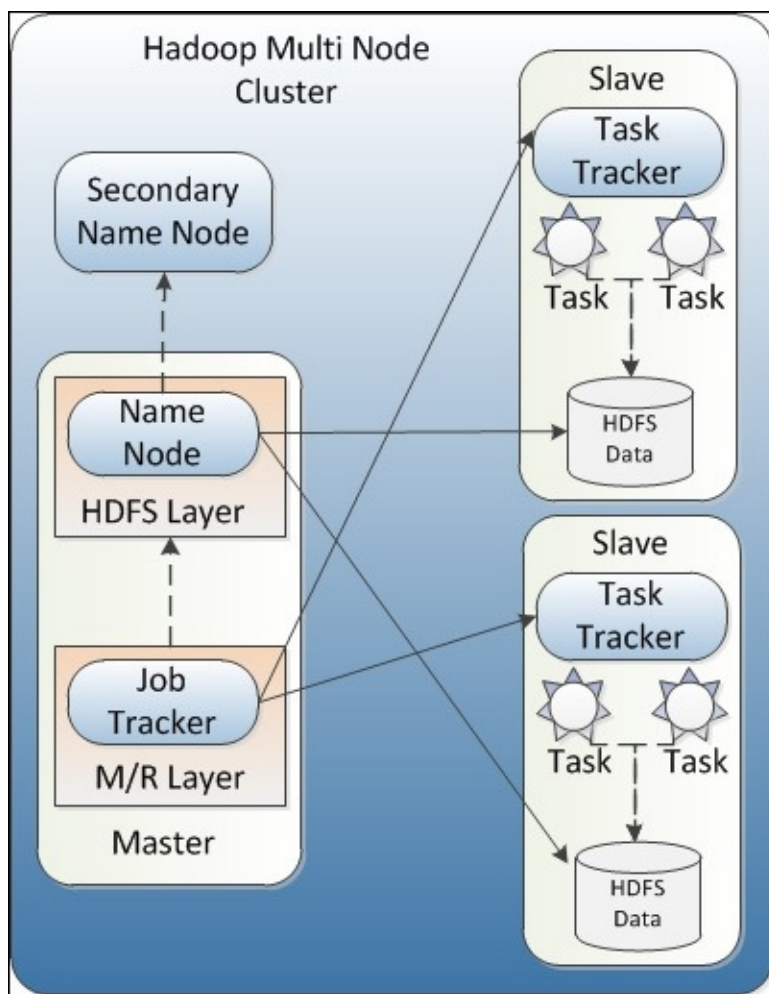 Hadoop Multi Node
Cluster
Secondary
Name Node
Name
Node
HDFS Layer
Job
Tracker
M/R Layer
Master
Slave
Task
Tracker
Task Task
HDFS
Data
Slave
Task
Tracker
Task Task
HDFS
Data